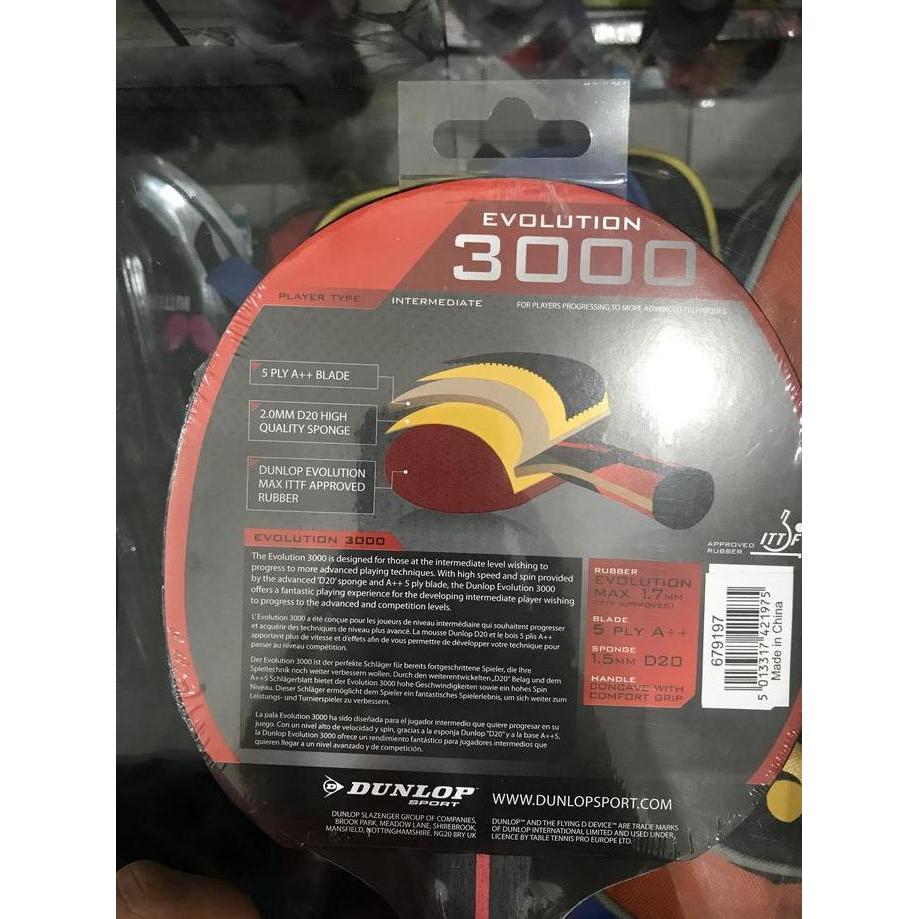 EVOLUTION
3000
PLAYER TYPE INTERMEDIATE FOR PLAYERS PROGRESSING TO MORE ADVANCED TECHNIQUES
5 PLY A++ BLADE
2.0MM D20 HIGH
QUALITY SPONGE
DUNLOP EVOLUTION
MAX ITTF APPROVED
RUBBER
APPROVED
RUBBER
ITTF
EVOLUTION 3000
The Evolution 3000 is designed for those at the intermediate level wishing to
progress to more advanced playing techniques. With high speed and spin provided
by the advanced 'D20' sponge and A++ 5 ply blade, the Dunlop Evolution 3000
offers a fantastic playing experience for the developing intermediate player wishing
to progress to the advanced and competition levels.
L'Evolution 3000 a été conçue pour les joueurs de niveau intermédiaire qui souhaitent progresser
et acquérir des techniques de niveau plus avancé. La mousse Dunlop D20 et le bois 5 plis A++
apportent plus de vitesse et d'effets afin de vous permettre de développer votre technique pour
passer au niveau compétition.
Der Evolution 3000 ist der perfekte Schläger für bereits fortgeschrittene Spieler, die Ihre
Spieltechnik noch weiter verbessern wollen. Durch den weiterentwickelten „D20" Belag und dem
A++5 Schlägerblatt bietet der Evolution 3000 hohe Geschwindigkeiten sowie ein hohes Spin
Niveau. Dieser Schläger ermöglicht dem Spieler ein fantastisches Spielerlebnis, um sich weiter zum
Leistungs- und Turnierspieler zu verbessern.
La pala Evolution 3000 ha sido diseñada para el jugador intermedio que quiere progresar en su
juego. Con un nivel alto de velocidad y spin, gracias a la esponja Dunlop "D20" y a la base A++5,
la Dunlop Evolution 3000 ofrece un rendimiento fantástico para jugadores intermedios que
quieren llegar a un nivel avanzado y de competición.
RUBBER
EVOLUTION
MAX 1.7MM
(ITTF APPROVED)
BLADE
5 PLY A++
SPONGE
1.5MM D20
HANDLE
CONCAVE WITH
COMFORT GRIP
679197
5 013317 421975
Made in China
DUNLOP
SPORT
WWW.DUNLOPSPORT.COM
DUNLOP SLAZENGER GROUP OF COMPANIES,
BROOK PARK, MEADOW LANE, SHIREBROOK,
MANSFIELD, NOTTINGHAMSHIRE. NG20 8RY UK
DUNLOP™ AND THE FLYING D DEVICE™ ARE TRADE MARKS
OF DUNLOP INTERNATIONAL LIMITED AND USED UNDER
LICENCE BY TABLE TENNIS PRO EUROPE LTD.